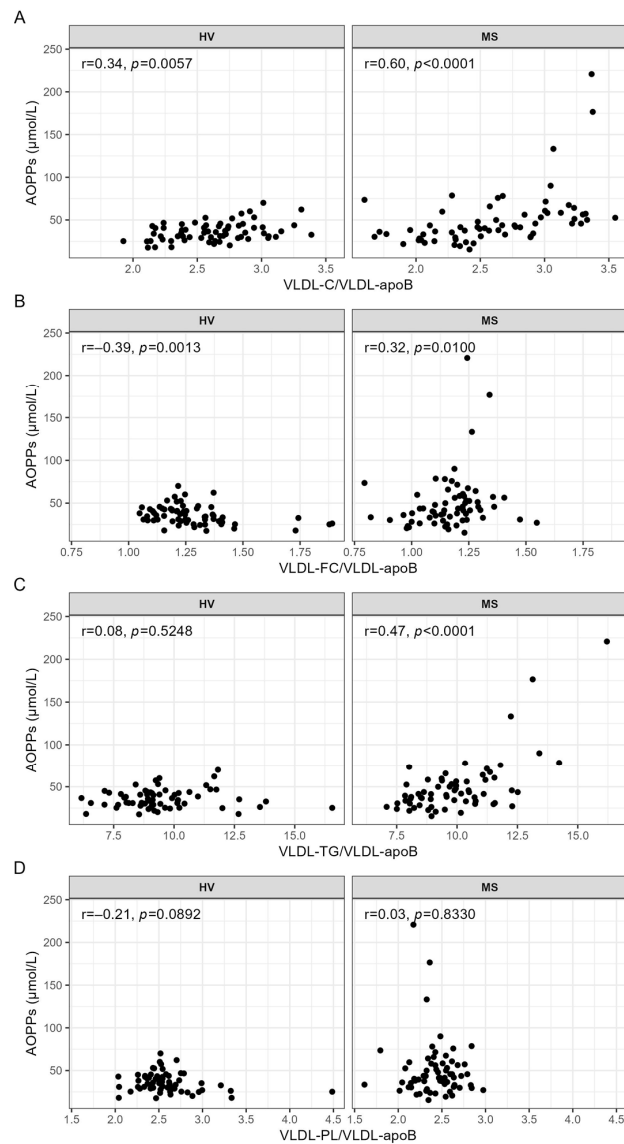 A
HV
MS
r=0.34, p=0.0057
r=0.60, p<0.0001
250
200
150
100
50
AOPPs (μmol/L)
2.0
2.5
3.0
3.5
2.0
2.5
3.0
3.5
VLDL-C/VLDL-apoB
B
HV
MS
r=–0.39, p=0.0013
r=0.32, p=0.0100
250
200
150
100
50
AOPPs (μmol/L)
0.75
1.00
1.25
1.50
1.75
0.75
1.00
1.25
1.50
1.75
VLDL-FC/VLDL-apoB
C
HV
MS
r=0.08, p=0.5248
r=0.47, p<0.0001
250
200
150
100
50
AOPPs (μmol/L)
7.5
10.0
12.5
15.0
7.5
10.0
12.5
15.0
VLDL-TG/VLDL-apoB
D
HV
MS
r=–0.21, p=0.0892
r=0.03, p=0.8330
250
200
150
100
50
AOPPs (μmol/L)
1.5
2.0
2.5
3.0
3.5
4.0
4.5
1.5
2.0
2.5
3.0
3.5
4.0
4.5
VLDL-PL/VLDL-apoB